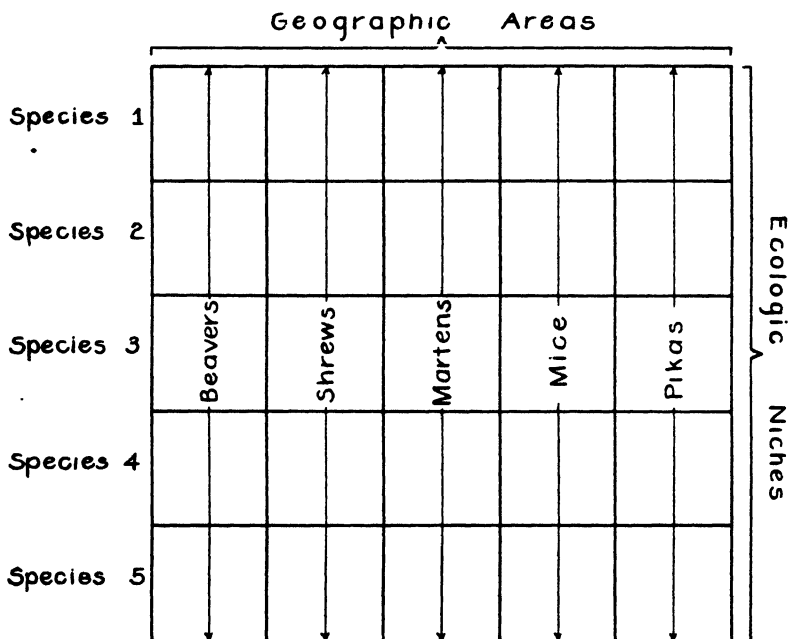 Geographic Areas
Species 1
Species 2
Species 3
Species 4
Species 5
Beavers
Shrews
Martens
Mice
Pikas
Ecologic Niches